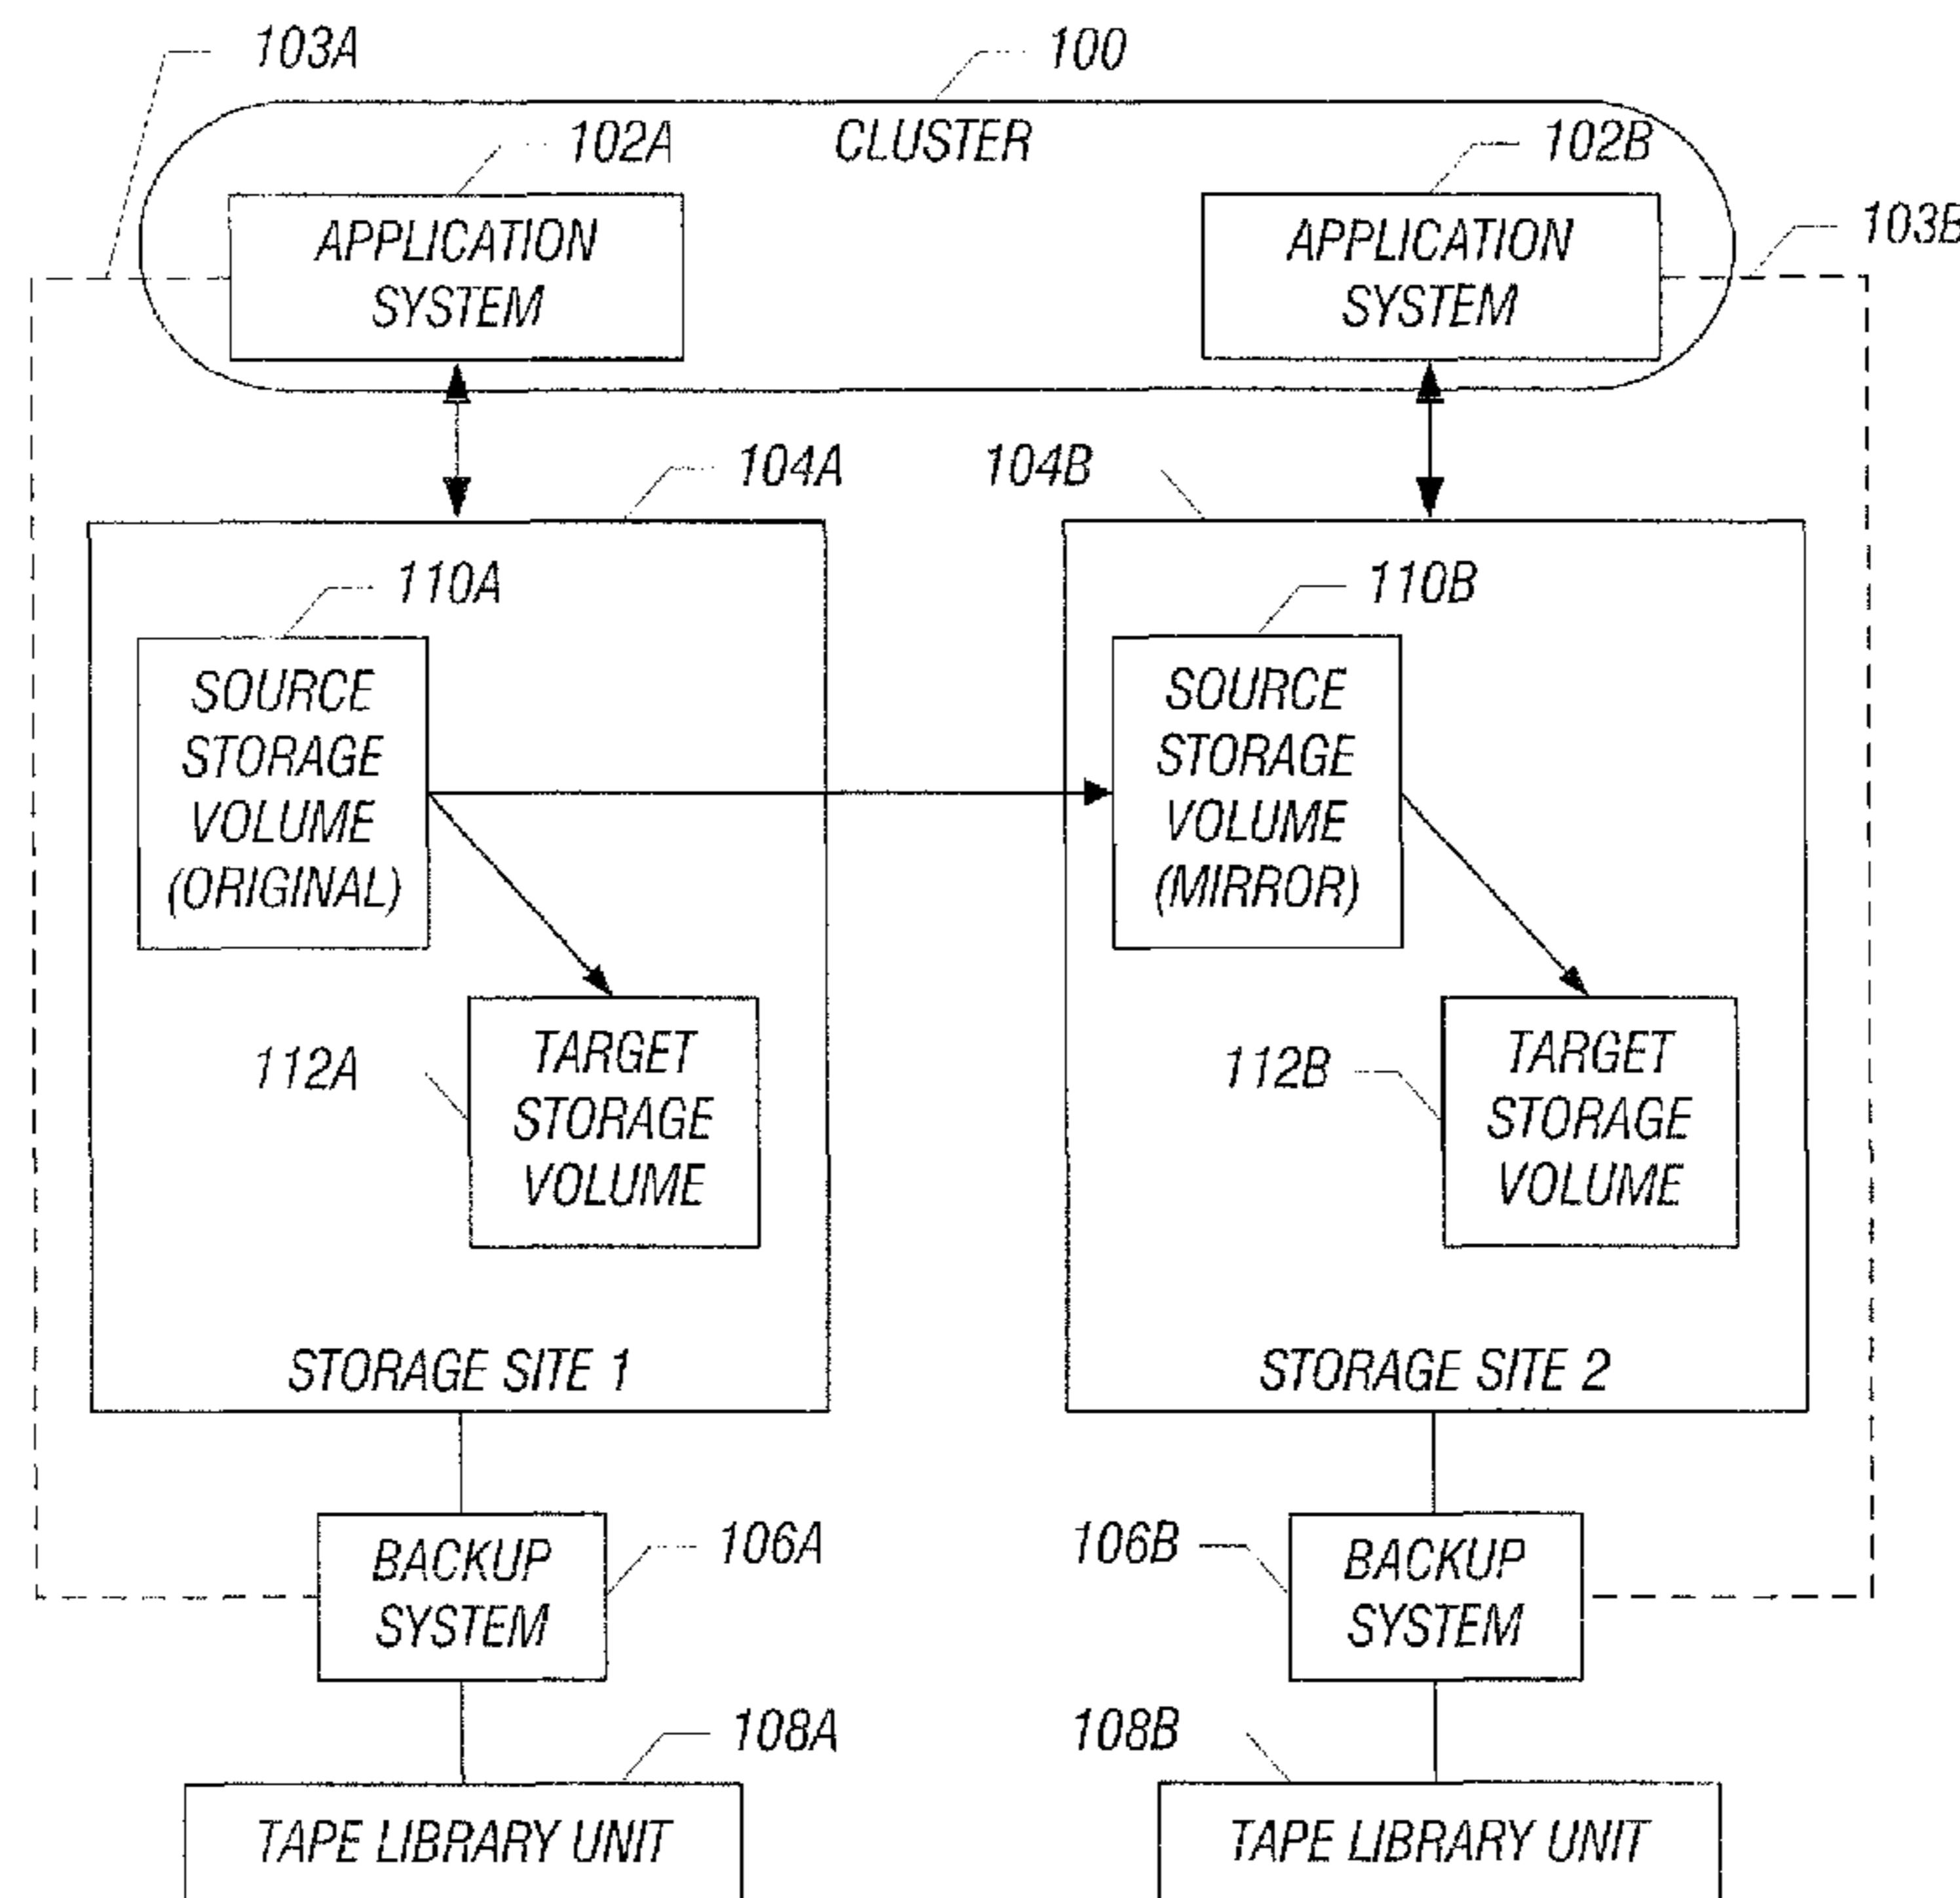 103A
100
CLUSTER
102A
102B
APPLICATION
SYSTEM
APPLICATION
SYSTEM
103B
104A
104B
110A
110B
SOURCE
STORAGE
VOLUME
(ORIGINAL)
SOURCE
STORAGE
VOLUME
(MIRROR)
112A
TARGET
STORAGE
VOLUME
112B
TARGET
STORAGE
VOLUME
STORAGE SITE 1
STORAGE SITE 2
BACKUP
SYSTEM
106A
106B
BACKUP
SYSTEM
108A
108B
TAPE LIBRARY UNIT
TAPE LIBRARY UNIT